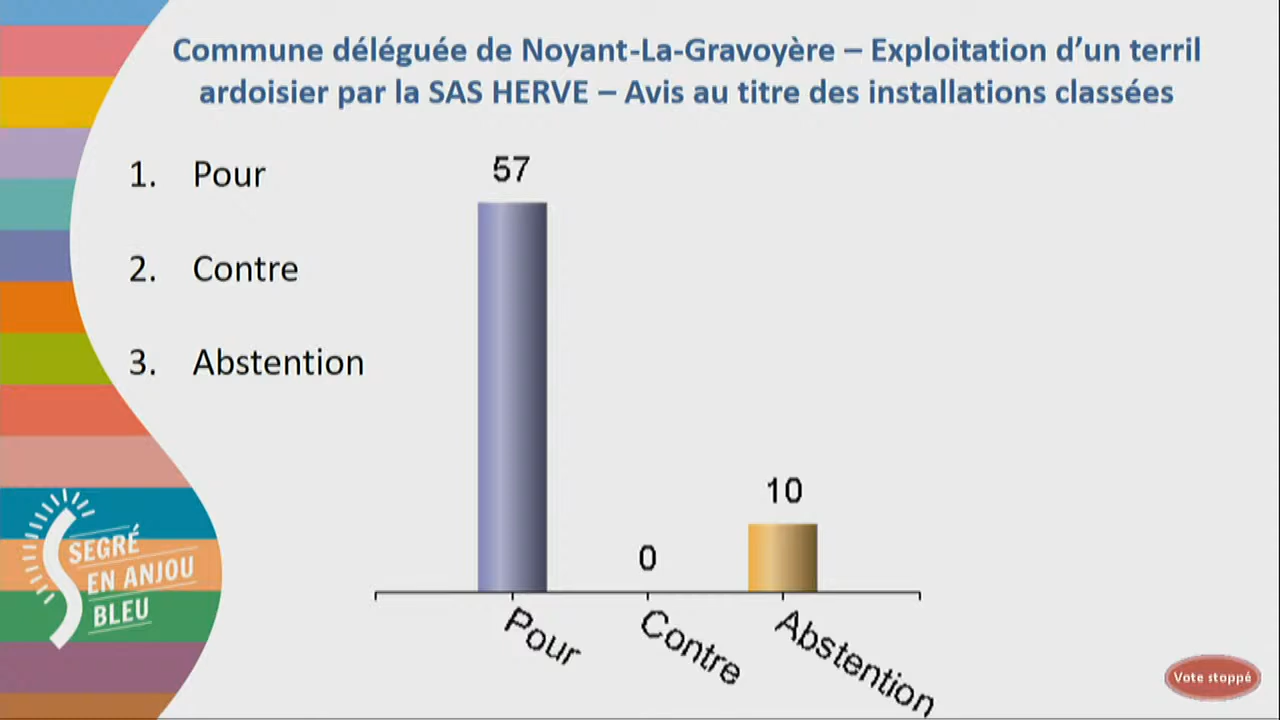 Commune déléguée de Noyant-La-Gravoyère – Exploitation d’un terril
ardoisier par la SAS HERVE – Avis au titre des installations classées
1. Pour
2. Contre
3. Abstention
57
0
10
Pour
Contre
Abstention
SEGRÉ
EN ANJOU
BLEU
Vote stoppé